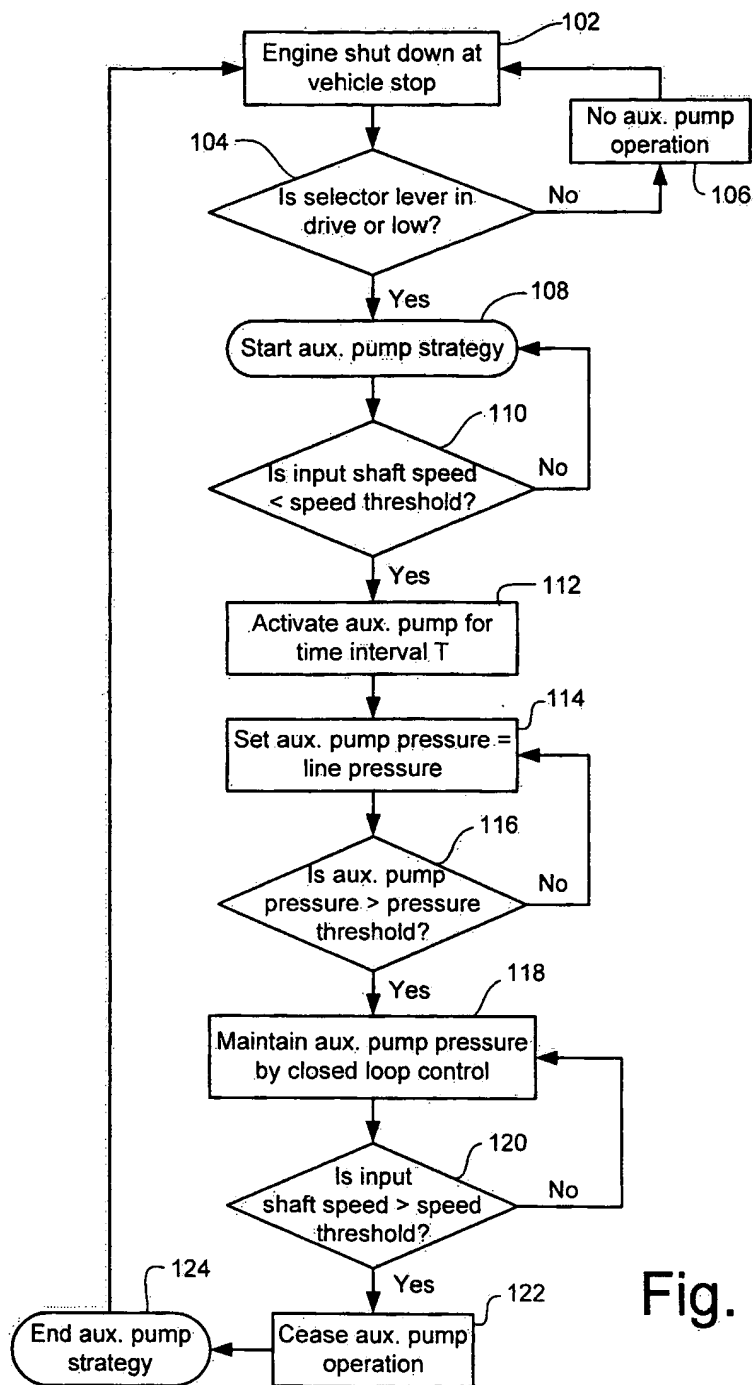 102
Engine shut down at
vehicle stop
No aux. pump
operation
106
104
Is selector lever in
drive or low?
No
Yes
108
Start aux. pump strategy
110
Is input shaft speed
< speed threshold?
No
Yes
112
Activate aux. pump for
time interval T
114
Set aux. pump pressure =
line pressure
116
Is aux. pump
pressure > pressure
threshold?
No
Yes
118
Maintain aux. pump pressure
by closed loop control
120
Is input
shaft speed > speed
threshold?
No
Yes
124
End aux. pump
strategy
122
Cease aux. pump
operation
Fig.